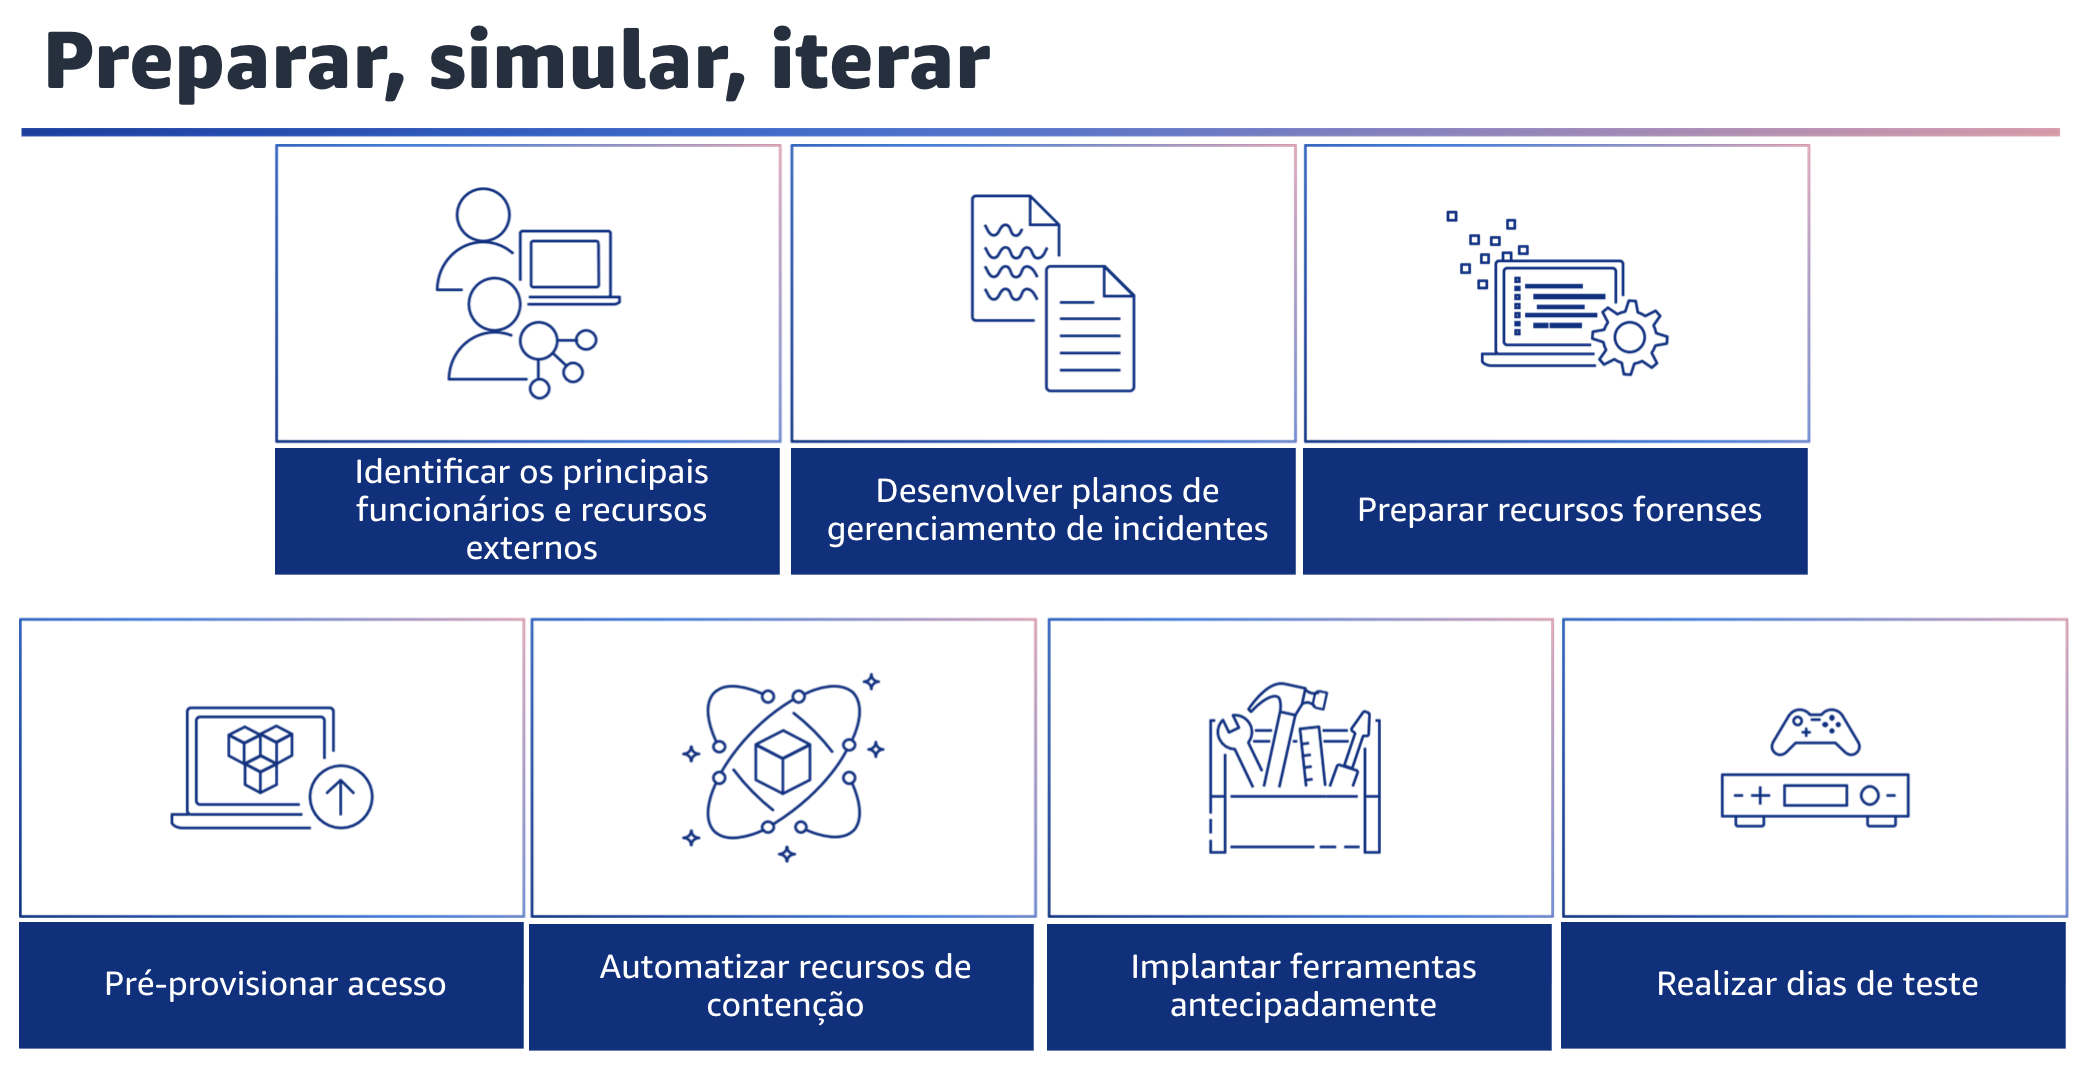 Preparar, simular, iterar
Identificar os principais
funcionários e recursos
externos
Desenvolver planos de
gerenciamento de incidentes
Preparar recursos forenses
Pré-provisionar acesso
Automatizar recursos de
contenção
Implantar ferramentas
antecipadamente
Realizar dias de teste